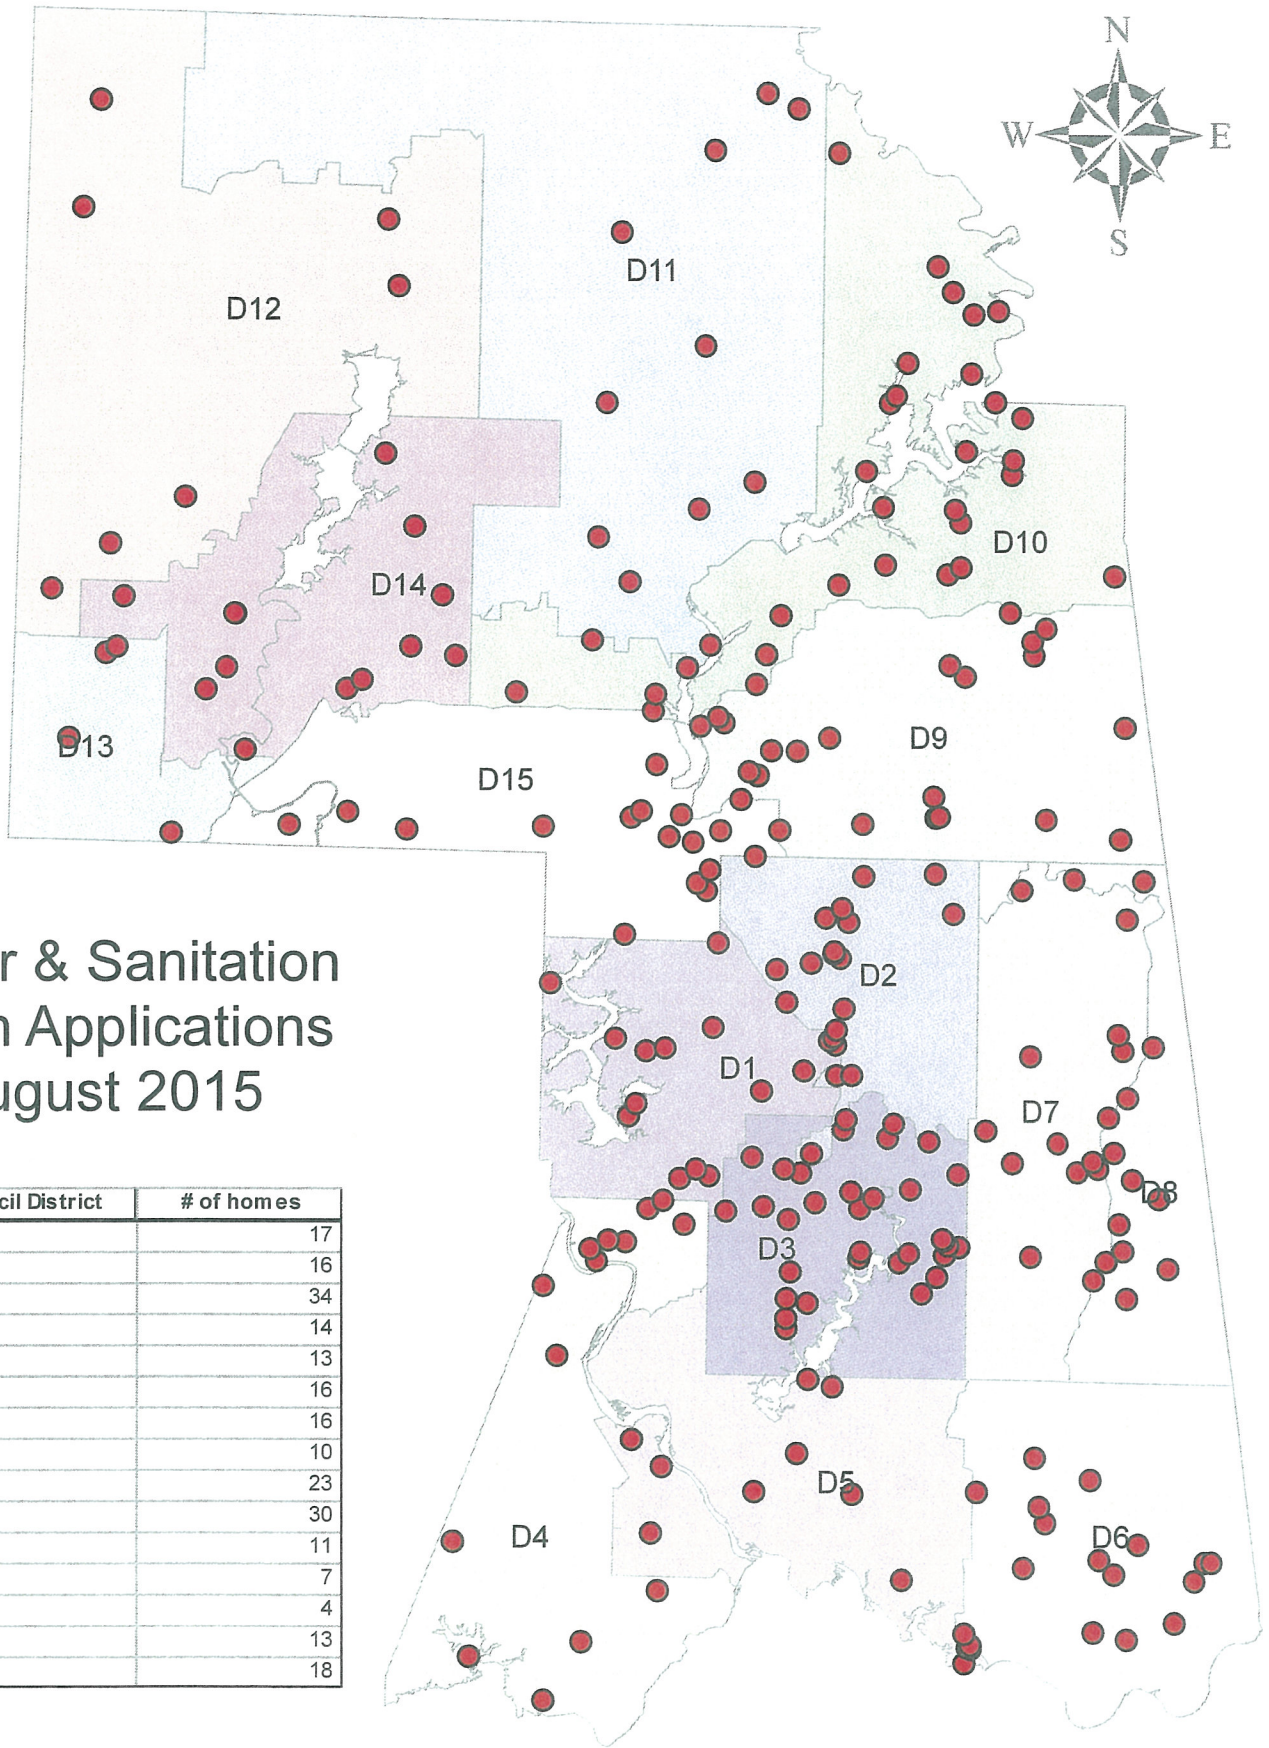 N
W E
S
D11
D12
D10
D14
D9
D13
D15
r & Sanitation
n Applications
ugust 2015
D2
D1
D7
D8
cil District # of homes
17
16
34
14
13
16
16
10
23
30
11
7
4
13
18
D3
D5
D4
D6